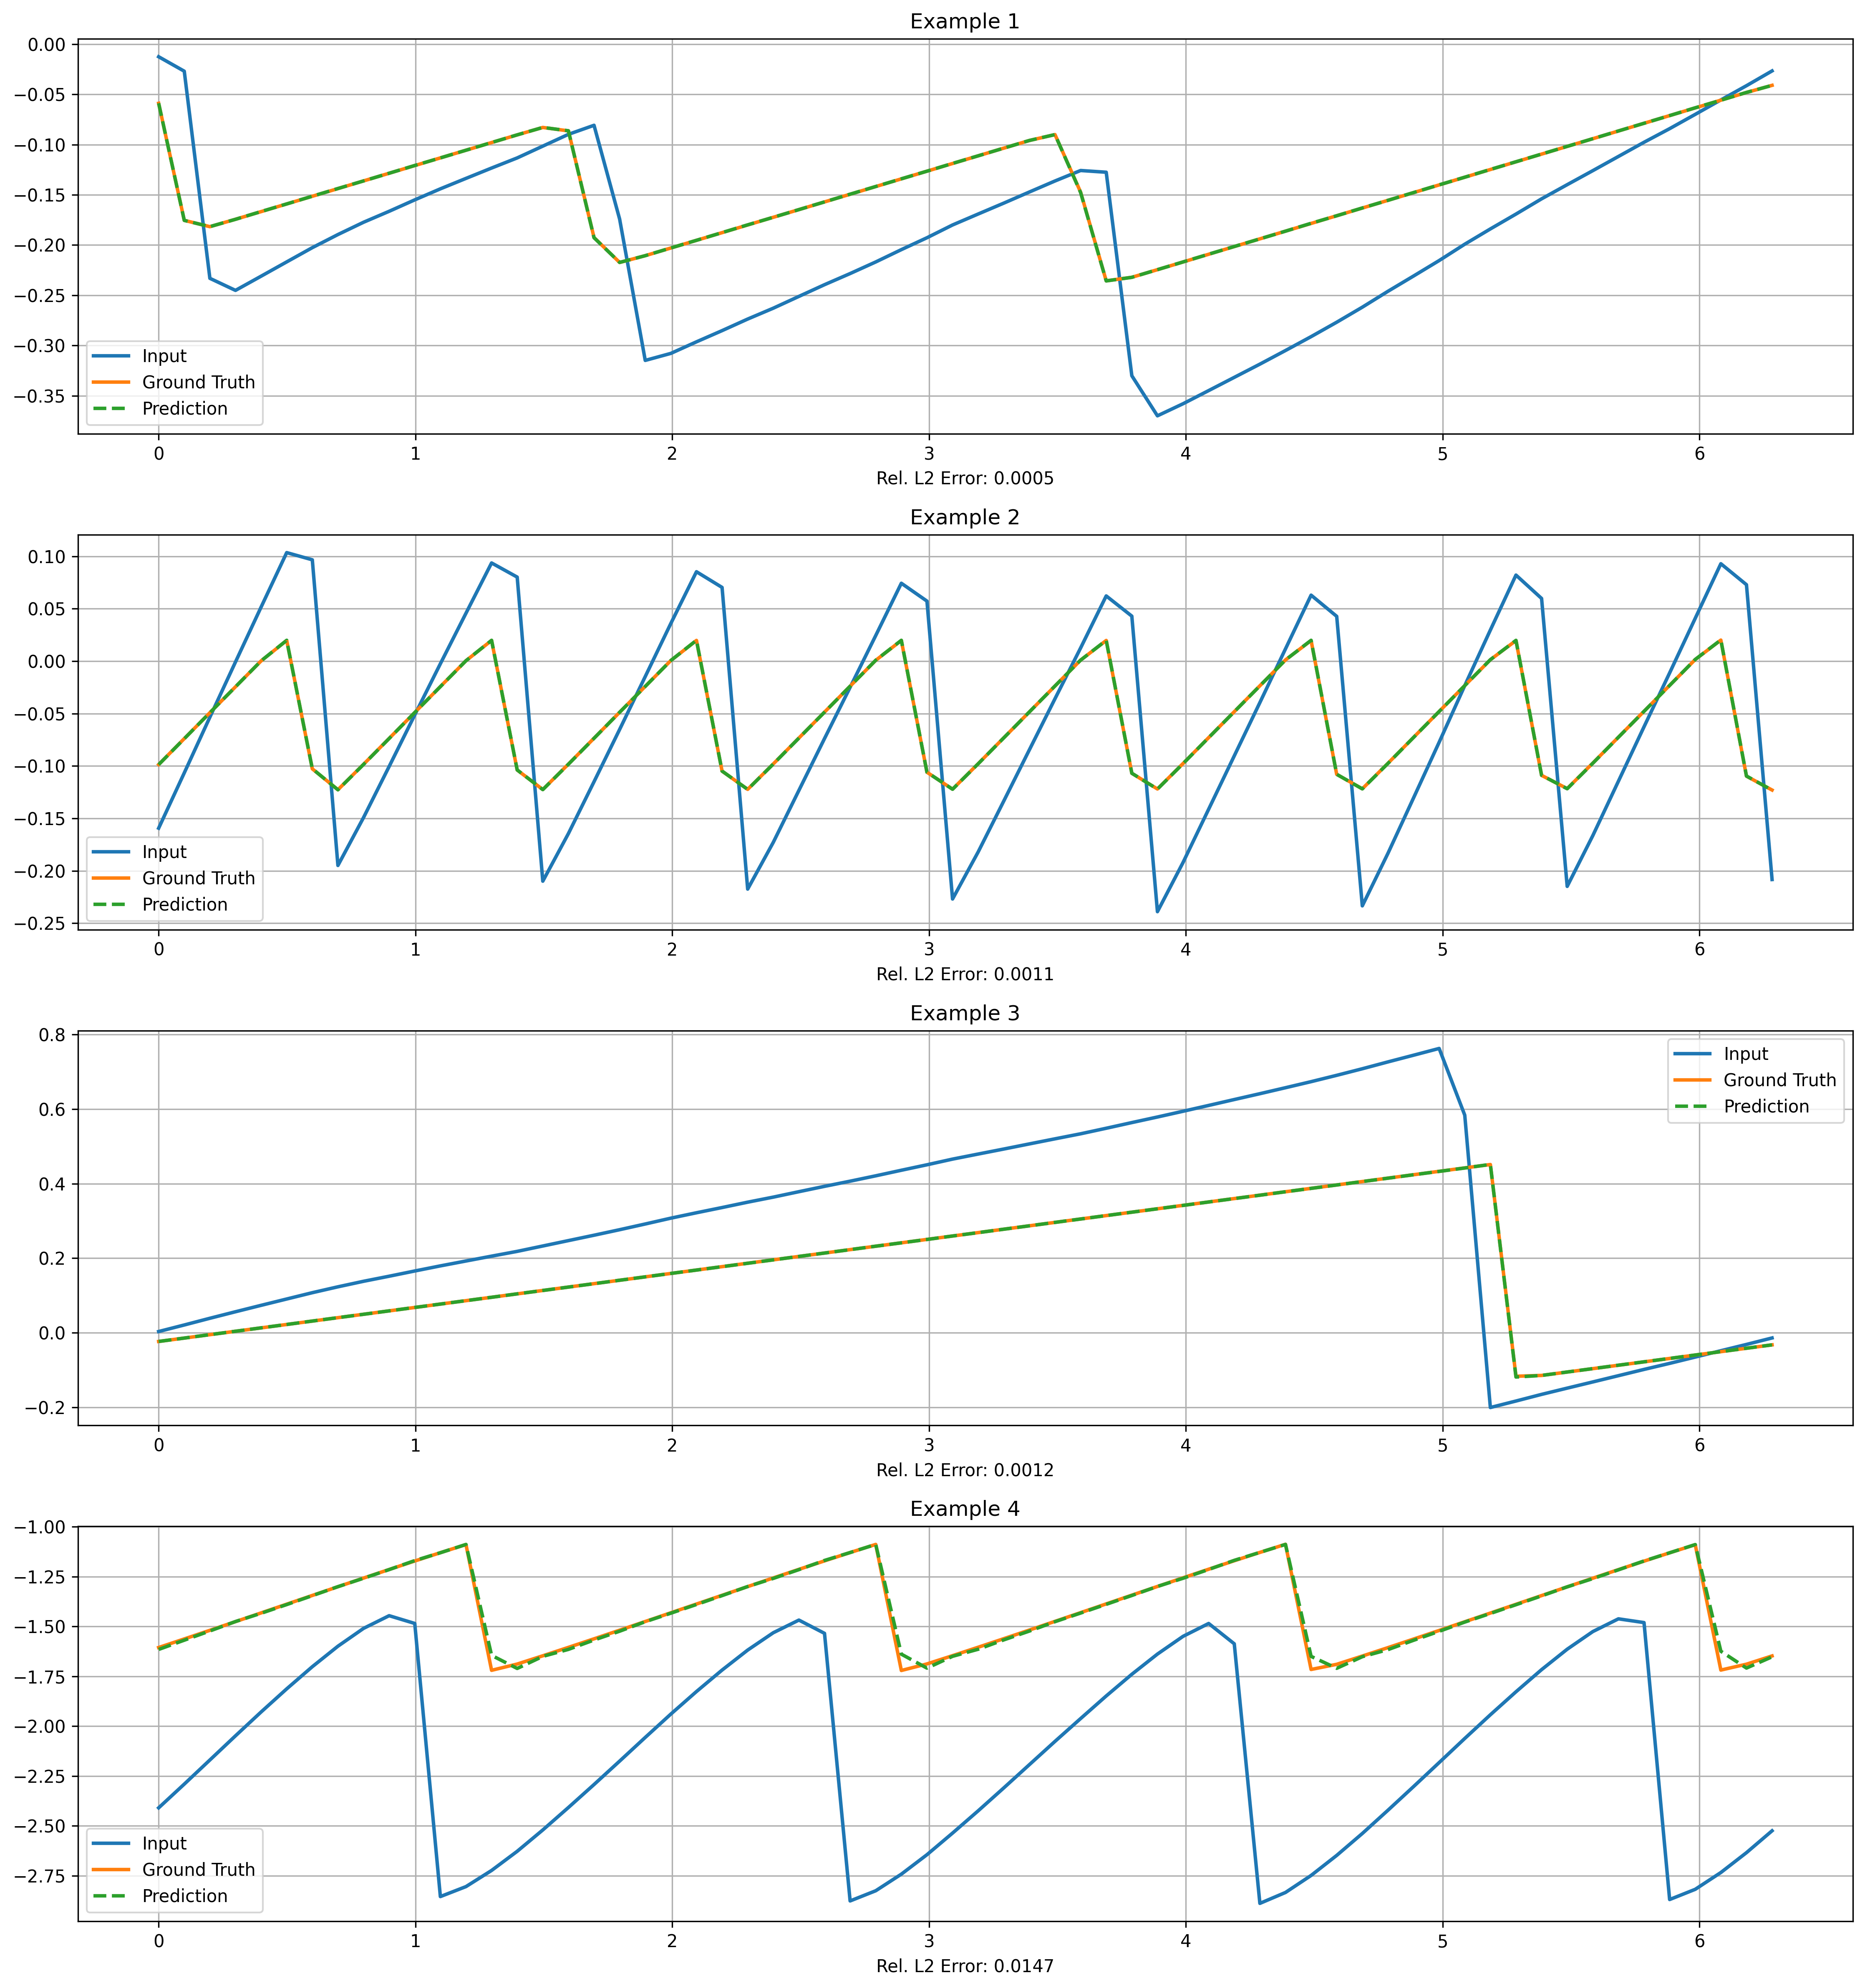 Example 1
0.00
−0.05
−0.10
−0.15
−0.20
−0.25
−0.30
−0.35
Input
Ground Truth
Prediction
0 1 2 3 4 5 6
Rel. L2 Error: 0.0005
Example 2
0.10
0.05
0.00
−0.05
−0.10
−0.15
−0.20
−0.25
Input
Ground Truth
Prediction
0 1 2 3 4 5 6
Rel. L2 Error: 0.0011
Example 3
0.8
0.6
0.4
0.2
0.0
−0.2
Input
Ground Truth
Prediction
0 1 2 3 4 5 6
Rel. L2 Error: 0.0012
Example 4
−1.00
−1.25
−1.50
−1.75
−2.00
−2.25
−2.50
−2.75
Input
Ground Truth
Prediction
0 1 2 3 4 5 6
Rel. L2 Error: 0.0147